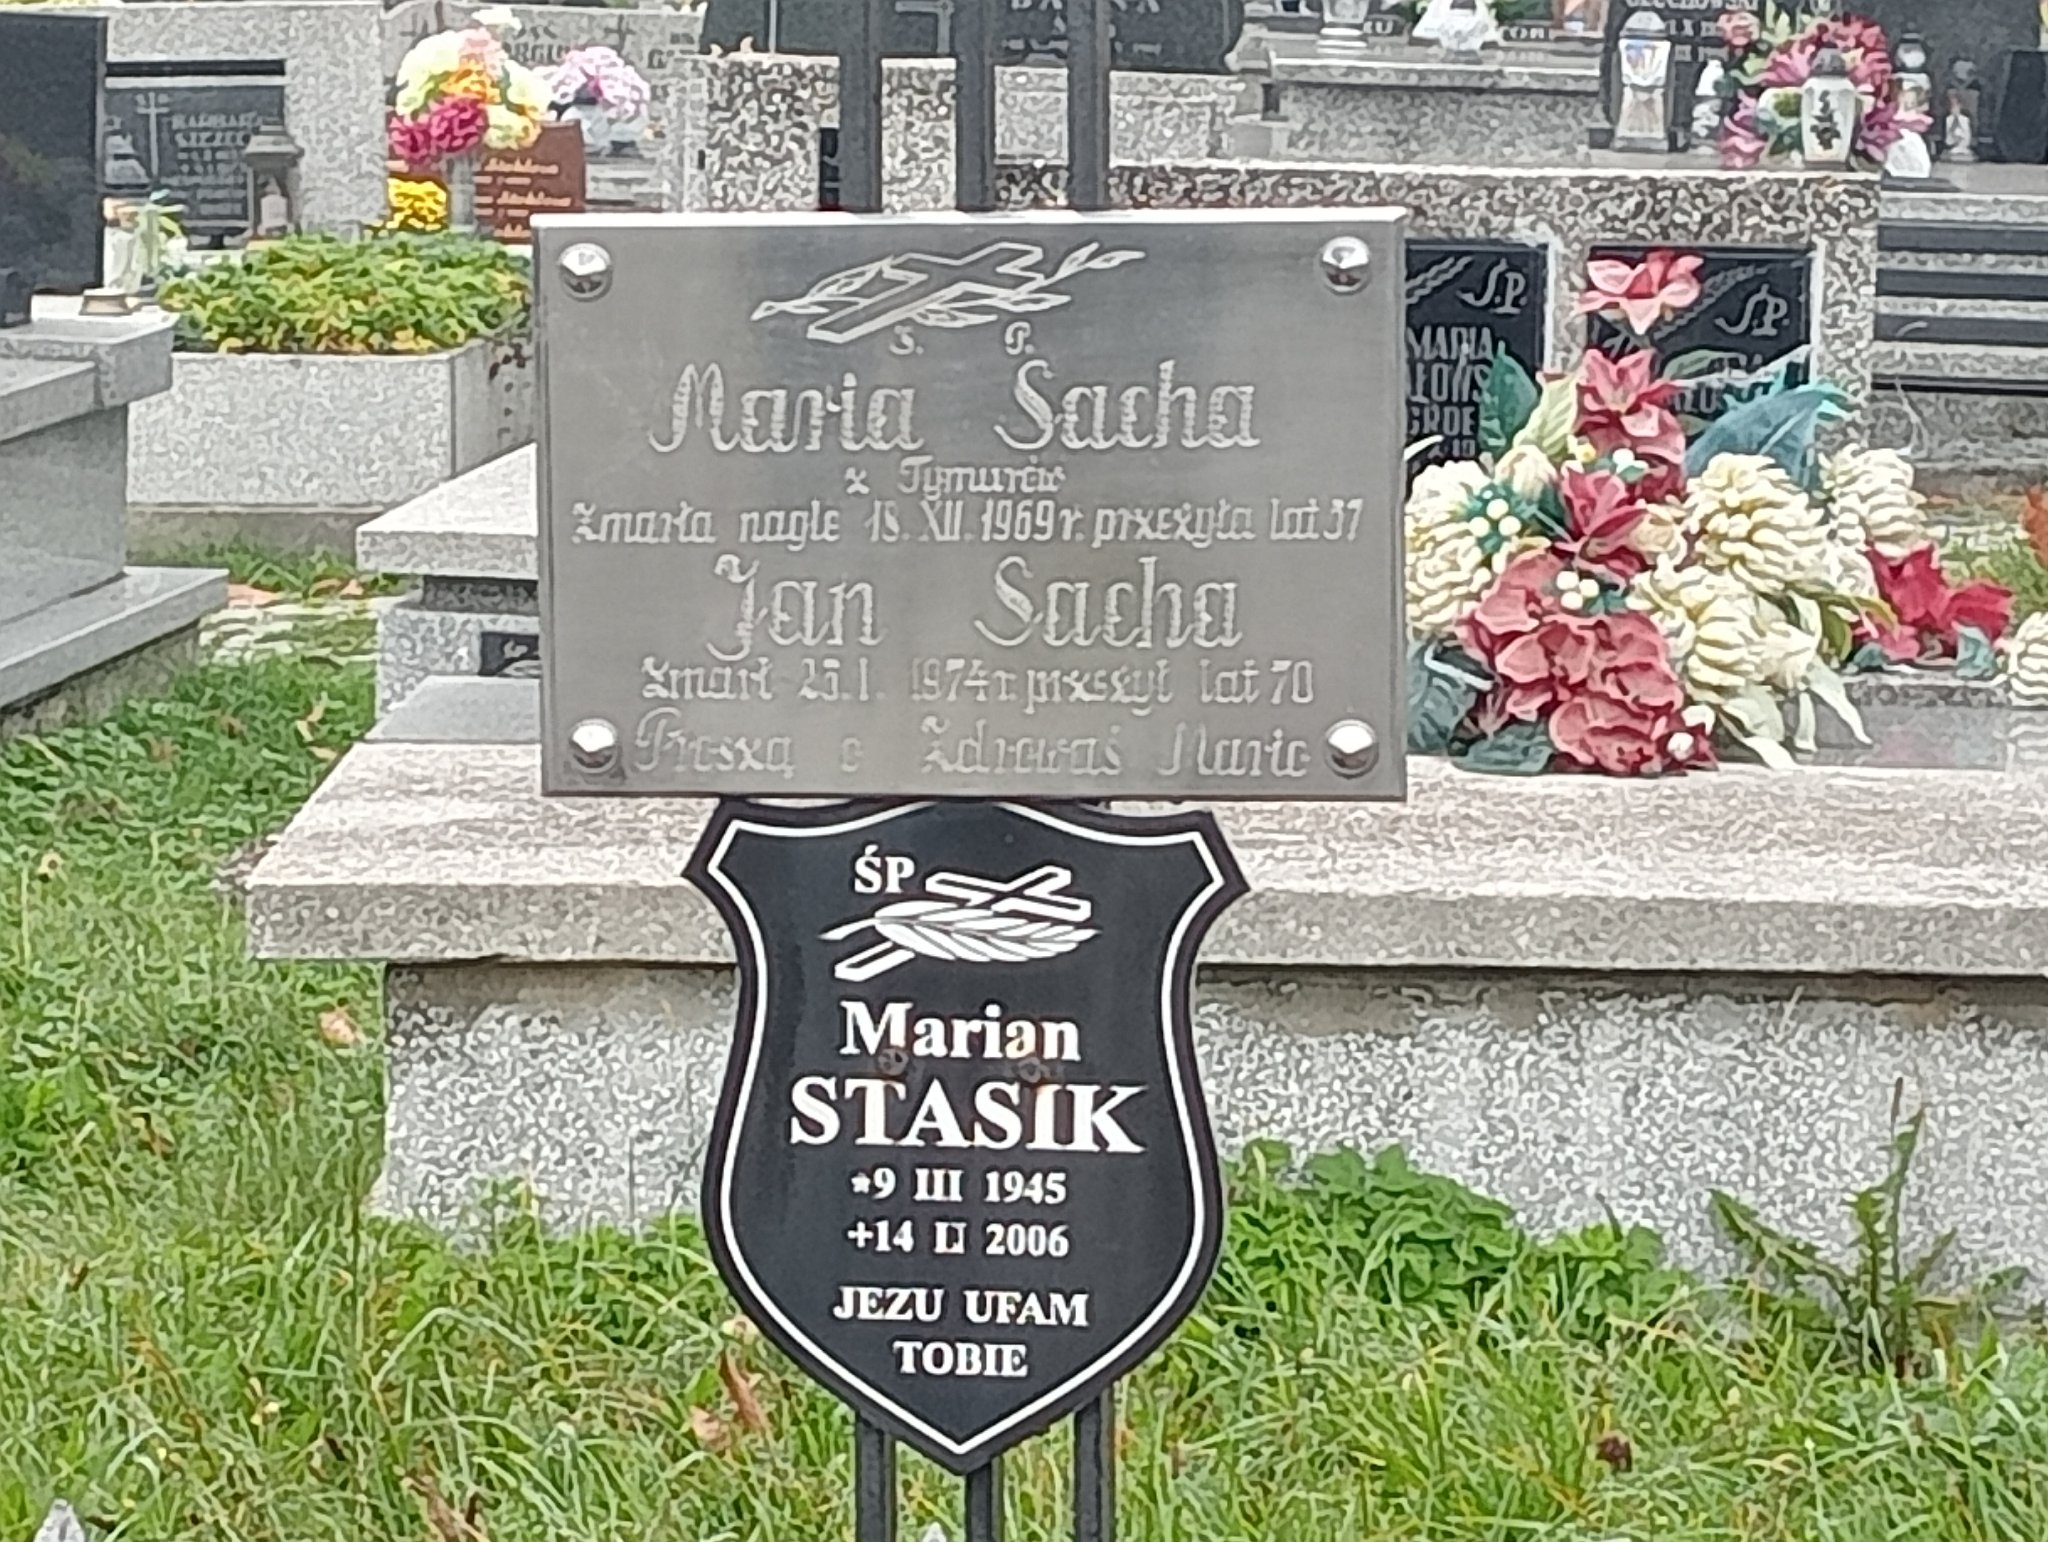 Ś. P.
Maria Sacha
z Tymurów
Zmarła nagle 18. XII. 1969 r. przeżyła lat 37
Jan Sacha
Zmarł 25. I. 1974 r. przeżył lat 70
Proszą o Zdrowaś Mario
ŚP
Marian
STASIK
*9 III 1945
+14 II 2006
JEZU UFAM
TOBIE
Ś.P.
MARIA
Ś.P.